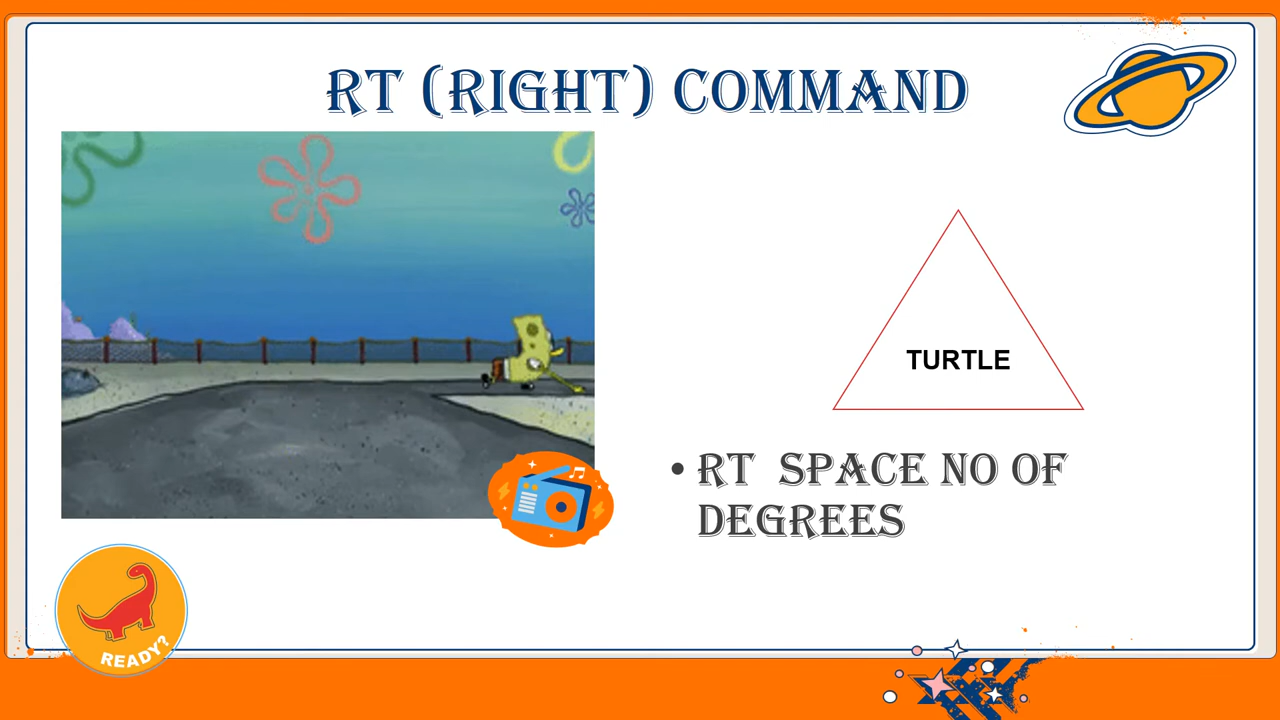 RT (RIGHT) COMMAND
TURTLE
• RT SPACE NO OF
DEGREES
READY?